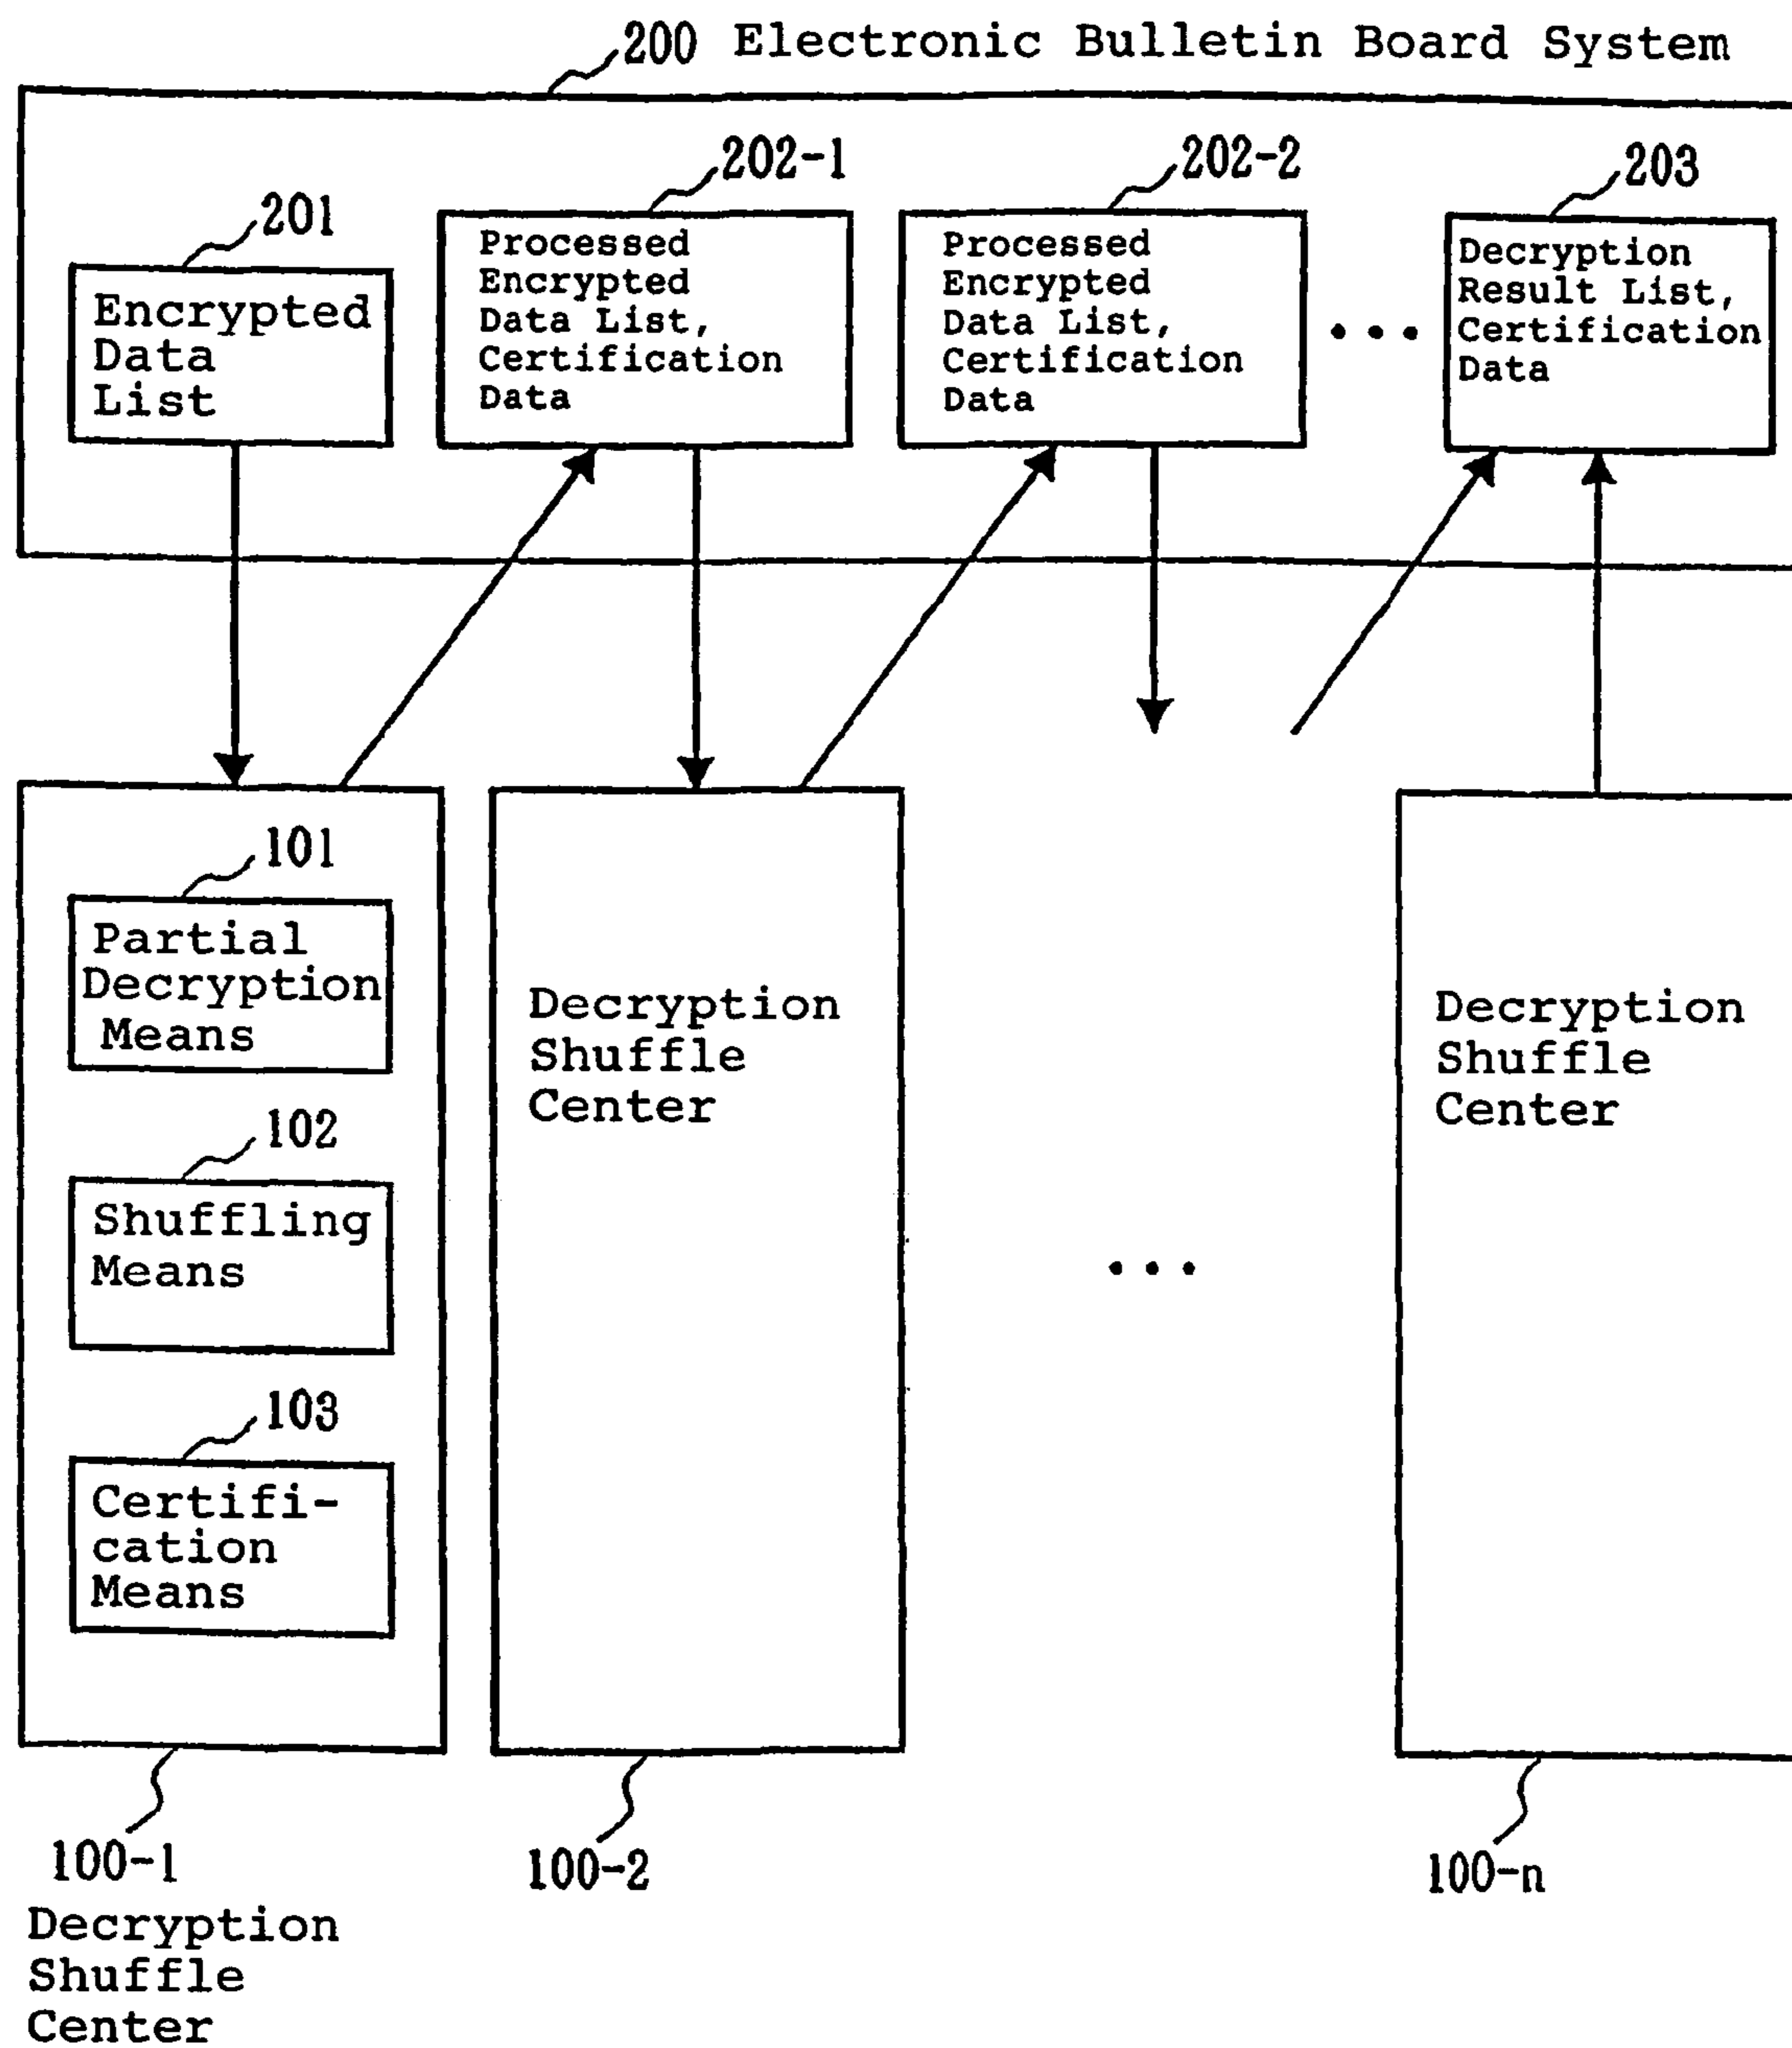 200 Electronic Bulletin Board System
201
Encrypted
Data
List
202-1
Processed
Encrypted
Data List,
Certification
Data
202-2
Processed
Encrypted
Data List,
Certification
Data
...
203
Decryption
Result List,
Certification
Data
101
Partial
Decryption
Means
102
Shuffling
Means
103
Certifi-
cation
Means
Decryption
Shuffle
Center
...
Decryption
Shuffle
Center
100-1
Decryption
Shuffle
Center
100-2
100-n